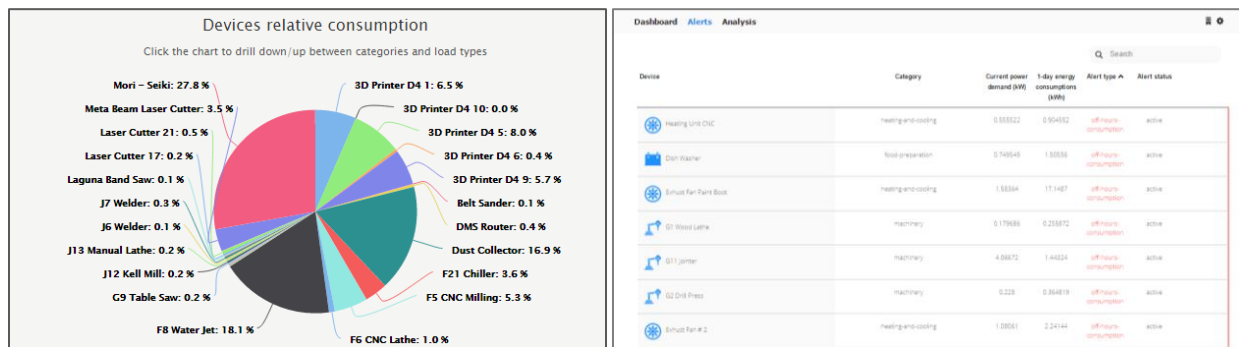 Devices relative consumption
Click the chart to drill down/up between categories and load types
Mori - Seiki: 27.8 %
Meta Beam Laser Cutter: 3.5 %
Laser Cutter 21: 0.5 %
Laser Cutter 17: 0.2 %
Laguna Band Saw: 0.1 %
J7 Welder: 0.3 %
J6 Welder: 0.1 %
J13 Manual Lathe: 0.2 %
J12 Kell Mill: 0.2 %
G9 Table Saw: 0.2 %
F8 Water Jet: 18.1 %
3D Printer D4 1: 6.5 %
3D Printer D4 10: 0.0 %
3D Printer D4 5: 8.0 %
3D Printer D4 6: 0.4 %
3D Printer D4 9: 5.7 %
Belt Sander: 0.1 %
DMS Router: 0.4 %
Dust Collector: 16.9 %
F21 Chiller: 3.6 %
F5 CNC Milling: 5.3 %
F6 CNC Lathe: 1.0 %
Dashboard Alerts Analysis
Search
Device Category Current power demand (kW) 1-day energy consumptions (kWh) Alert type Alert status
Heating Unit CNC heating-and-cooling 0.555522 0.904552 off-hours-consumption active
Dish Washer food-preparation 0.749549 1.50556 off-hours-consumption active
Exhust Fan Paint Boot heating-and-cooling 1.58364 17.1487 off-hours-consumption active
G1 Wood Lathe machinery 0.179686 0.235872 off-hours-consumption active
G11 Jointer machinery 4.08672 1.44324 off-hours-consumption active
G2 Drill Press machinery 0.228 0.364819 off-hours-consumption active
Exhust Fan # 2 heating-and-cooling 1.08061 2.24144 off-hours-consumption active